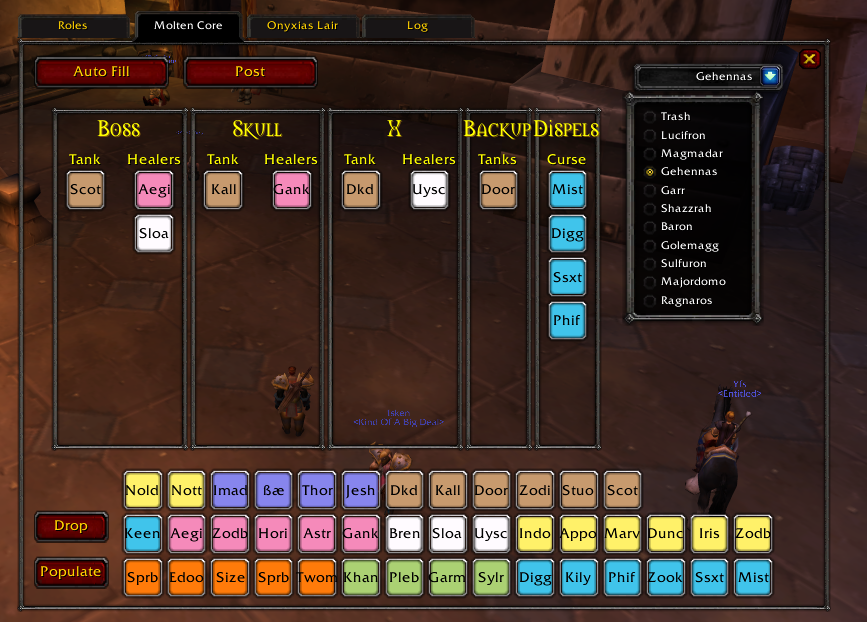 Roles Molten Core Onyxias Lair Log
Auto Fill Post Gehennas
Boss Skull X Backup Dispels
Tank Healers Tank Healers Tank Healers Tanks Curse
Scot Aegi Kall Gank Dkd Uysc Door Mist
Sloa Digg
Ssxt
Phif
Trash
Lucifron
Magmadar
Gehennas
Garr
Shazzrah
Baron
Golemagg
Sulfuron
Majordomo
Ragnaros
Yis
<Entitled>
Isken
<Kind Of A Big Deal>
Nold Nott Imad ßæ Thor Jesh Dkd Kall Door Zodi Stuo Scot
Drop Keen Aegi Zodb Hori Astr Gank Bren Sloa Uysc Indo Appo Marv Dunc Iris Zodb
Populate Sprb Edoo Size Sprb Twom Khan Pleb Garm Sylr Digg Kily Phif Zook Ssxt Mist